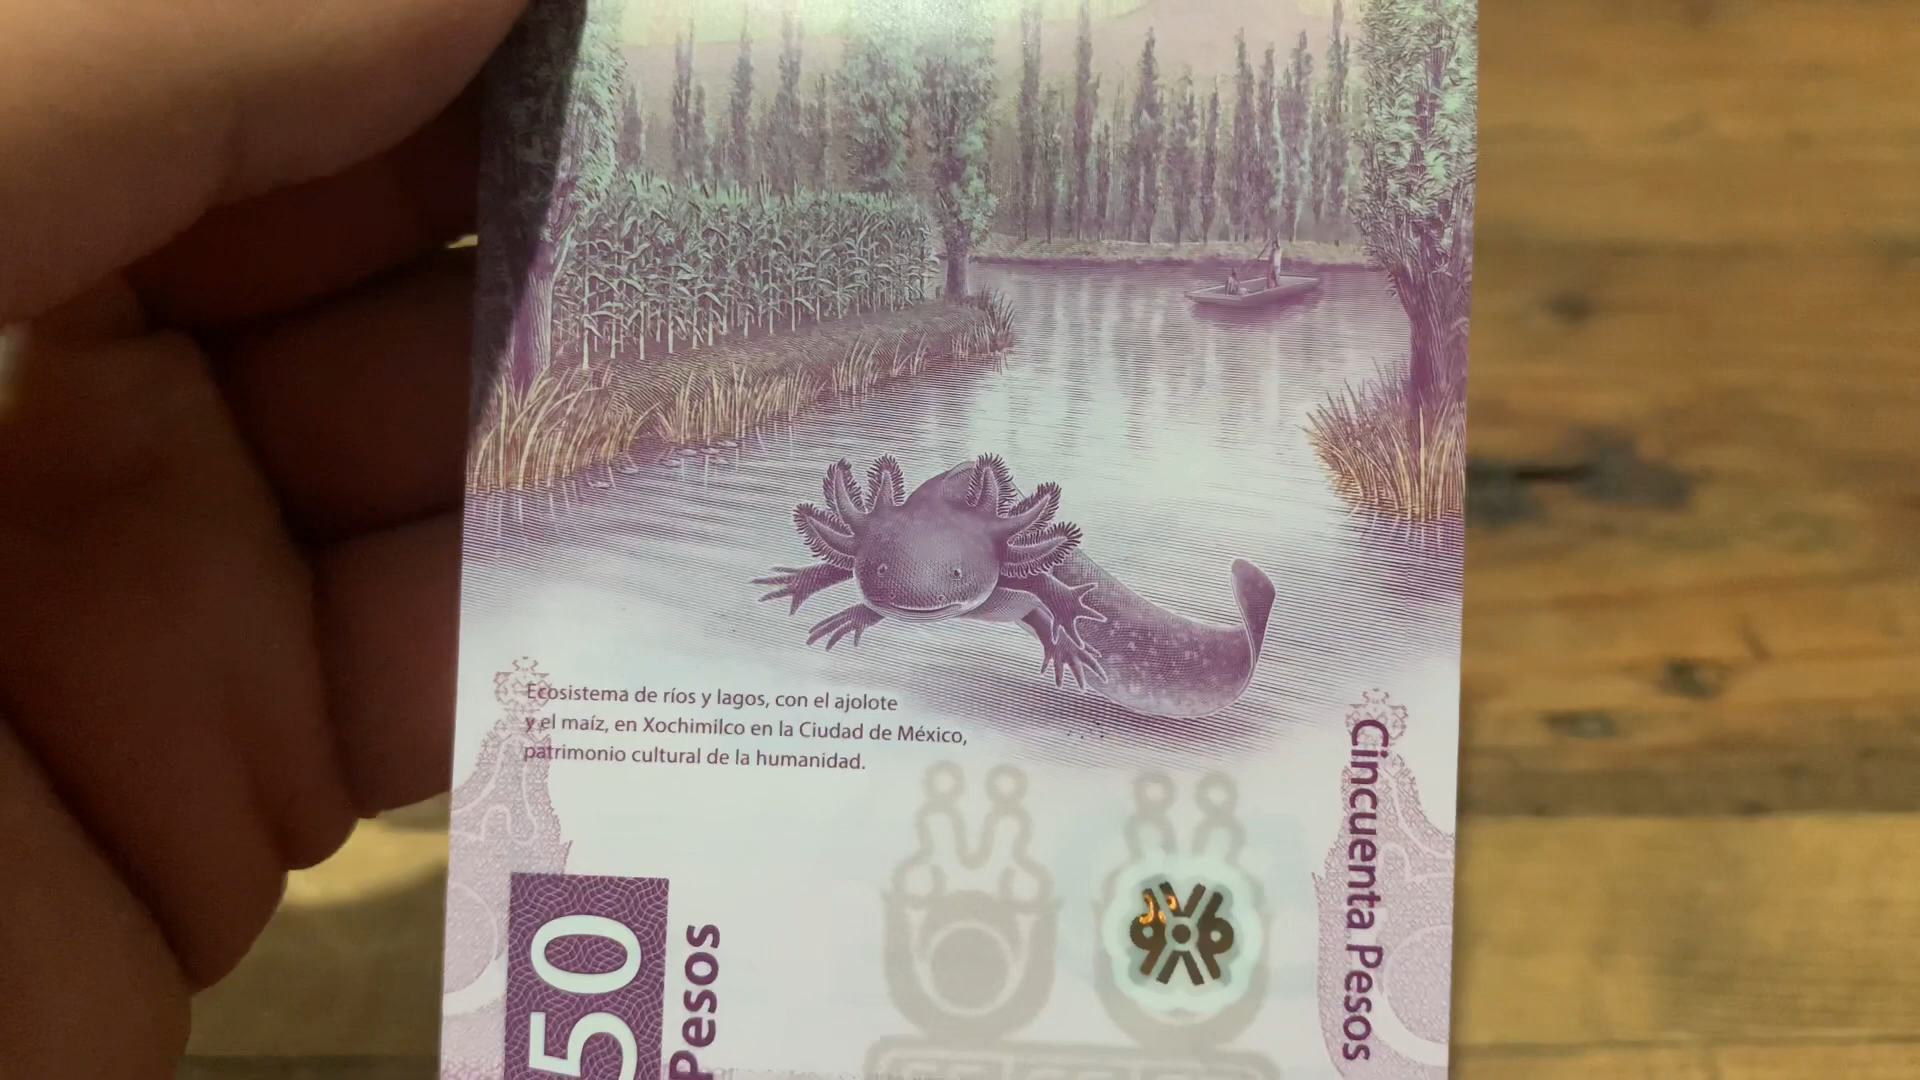 Ecosistema de ríos y lagos, con el ajolote
y el maíz, en Xochimilco en la Ciudad de México,
patrimonio cultural de la humanidad.
50
Pesos
Cincuenta Pesos